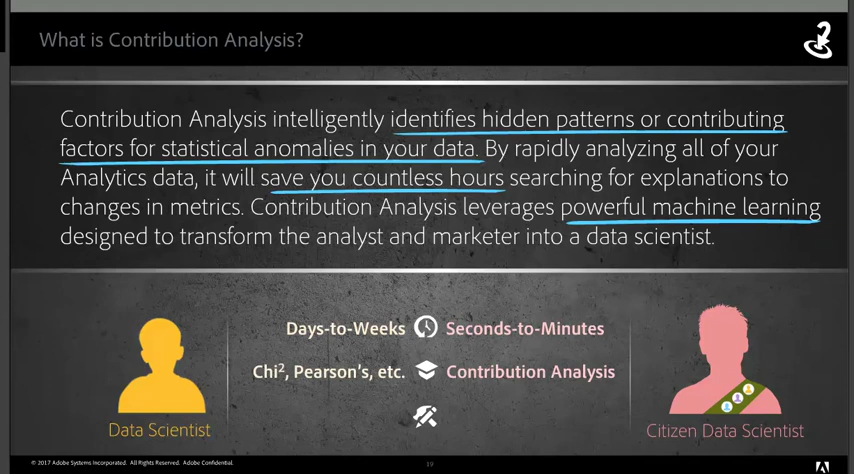 What is Contribution Analysis?
Contribution Analysis intelligently identifies hidden patterns or contributing
factors for statistical anomalies in your data. By rapidly analyzing all of your
Analytics data, it will save you countless hours searching for explanations to
changes in metrics. Contribution Analysis leverages powerful machine learning
designed to transform the analyst and marketer into a data scientist.
Days-to-Weeks Seconds-to-Minutes
Chi², Pearson's, etc. Contribution Analysis
Data Scientist
Citizen Data Scientist
© 2017 Adobe Systems Incorporated. All Rights Reserved. Adobe Confidential.
19